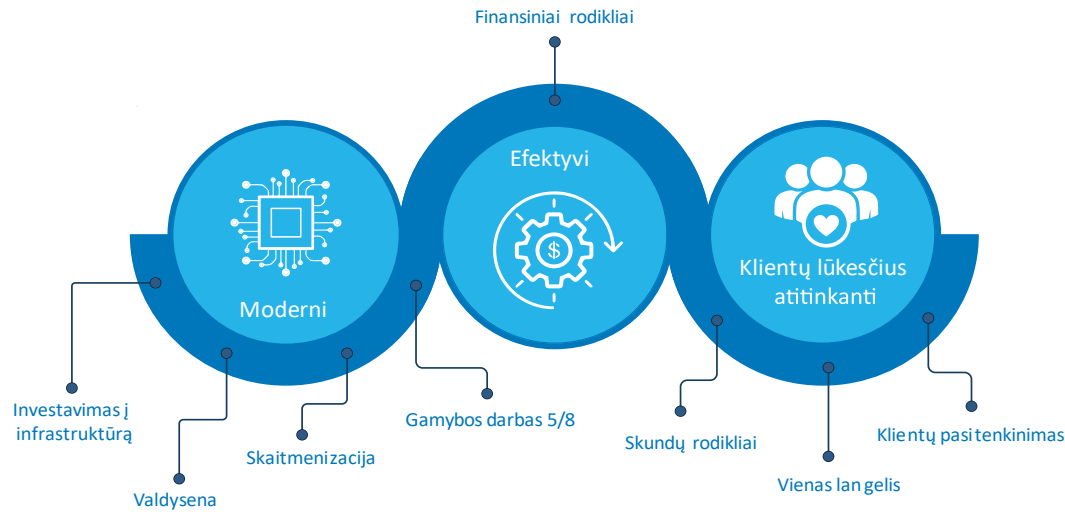 Finansiniai rodikliai
Efektyvi
Moderni
Klientų lūkesčius
atitinkanti
Investavimas į
infrastruktūrą
Valdysena
Skaitmenizacija
Gamybos darbas 5/8
Skundų rodikliai
Vienas langelis
Klientų pasitenkinimas
$